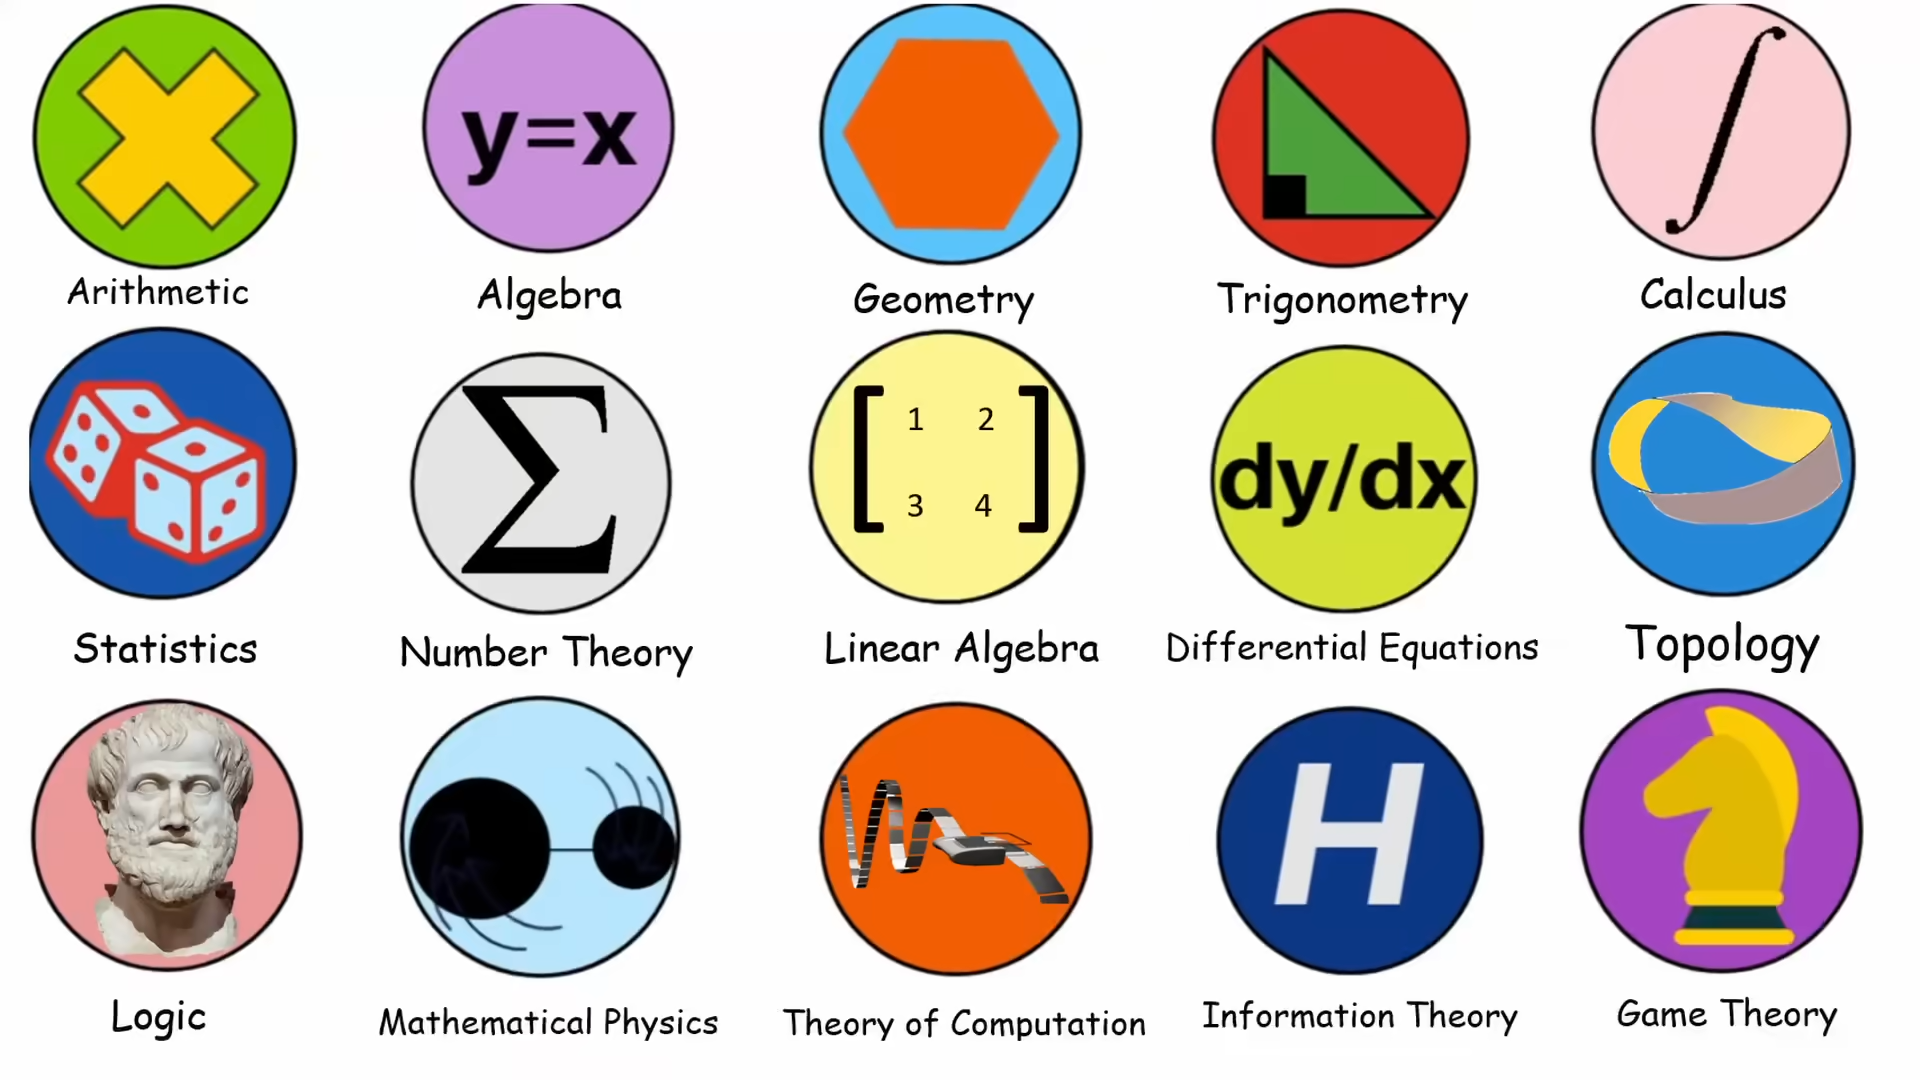 y=x
Arithmetic
Algebra
Geometry
Trigonometry
Calculus
∫
Σ
1 2
3 4
dy/dx
Statistics
Number Theory
Linear Algebra
Differential Equations
Topology
H
Logic
Mathematical Physics
Theory of Computation
Information Theory
Game Theory